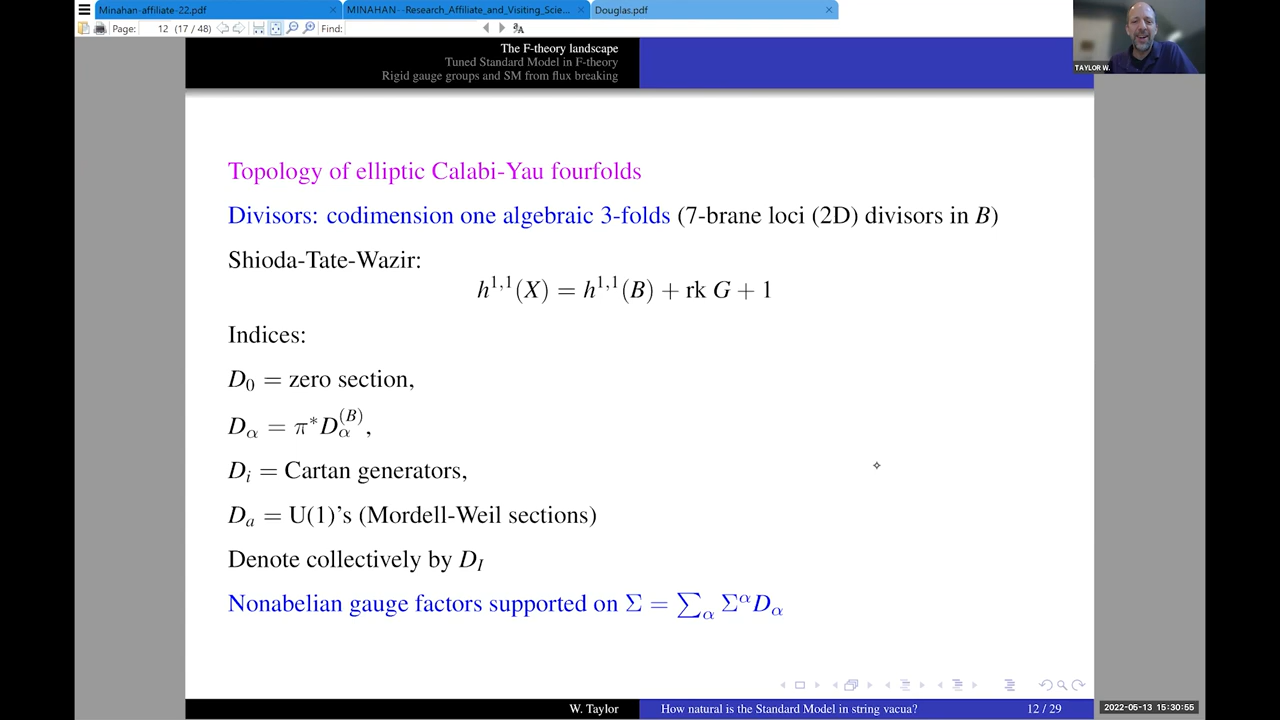 Minahan-affiliate-22.pdf
MINAHAN--Research_Affiliate_and_Visiting_Scie...
Douglas.pdf
Page: 12 (17 / 48) Find:
TAYLOR W.
The F-theory landscape
Tuned Standard Model in F-theory
Rigid gauge groups and SM from flux breaking
Topology of elliptic Calabi-Yau fourfolds
Divisors: codimension one algebraic 3-folds (7-brane loci (2D) divisors in B)
Shioda-Tate-Wazir:
h^{1,1}(X) = h^{1,1}(B) + rk G + 1
Indices:
D_0 = zero section,
D_α = π*D_α^{(B)},
D_i = Cartan generators,
D_a = U(1)'s (Mordell-Weil sections)
Denote collectively by D_I
Nonabelian gauge factors supported on Σ = ∑_α Σ^α D_α
W. Taylor How natural is the Standard Model in string vacua? 12 / 29
2022-05-13 15:30:55